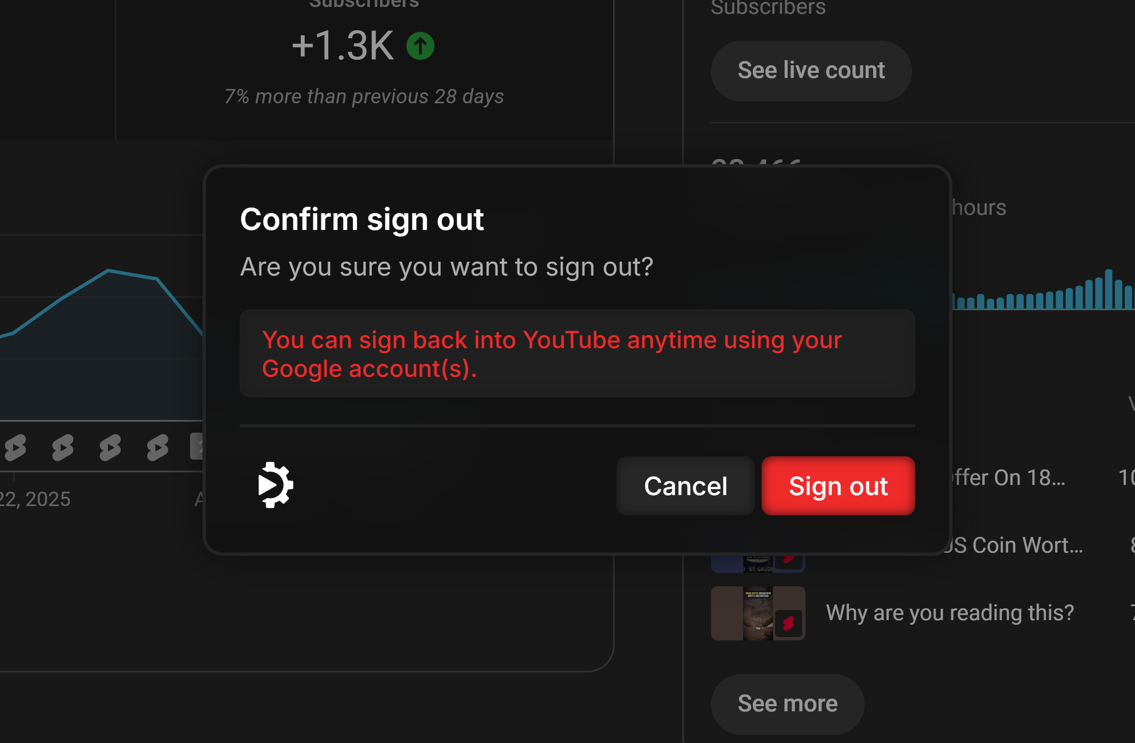 Subscribers
+1.3K
7% more than previous 28 days
Subscribers
See live count
hours
Confirm sign out
Are you sure you want to sign out?
You can sign back into YouTube anytime using your
Google account(s).
Cancel
Sign out
22, 2025
ffer On 18...
10
US Coin Wort...
Why are you reading this?
See more